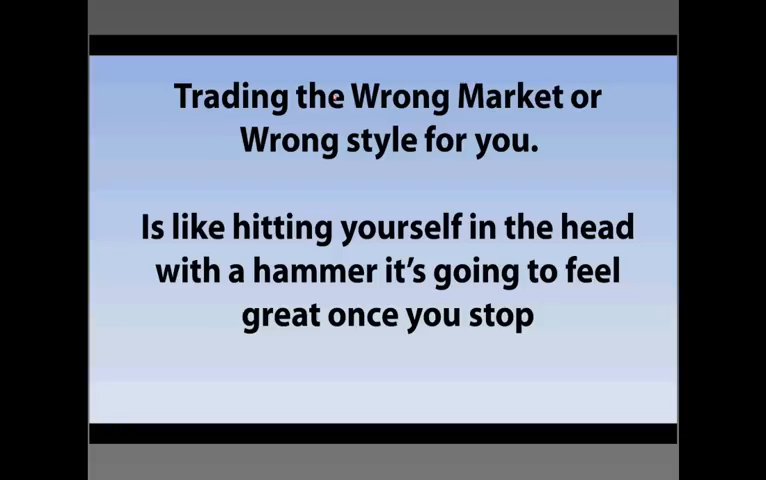 Trading the Wrong Market or
Wrong style for you.
Is like hitting yourself in the head
with a hammer it's going to feel
great once you stop